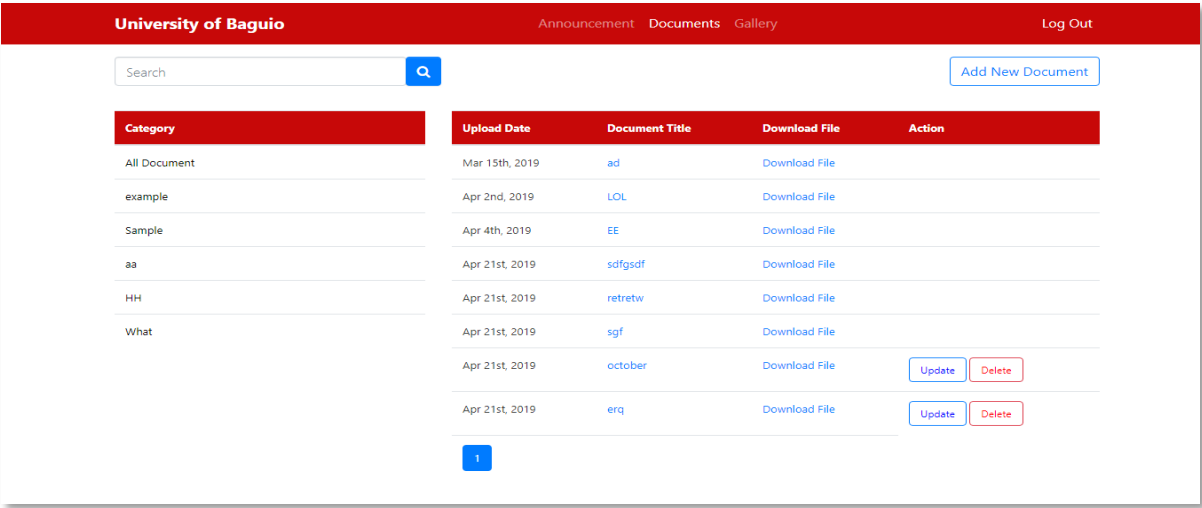 University of Baguio Announcement Documents Gallery Log Out
Search Add New Document
Category
All Document
example
Sample
aa
HH
What
Upload Date Document Title Download File Action
Mar 15th, 2019 ad Download File
Apr 2nd, 2019 LOL Download File
Apr 4th, 2019 EE Download File
Apr 21st, 2019 sdfgsdf Download File
Apr 21st, 2019 retretw Download File
Apr 21st, 2019 sgf Download File
Apr 21st, 2019 october Download File Update Delete
Apr 21st, 2019 erq Download File Update Delete
1